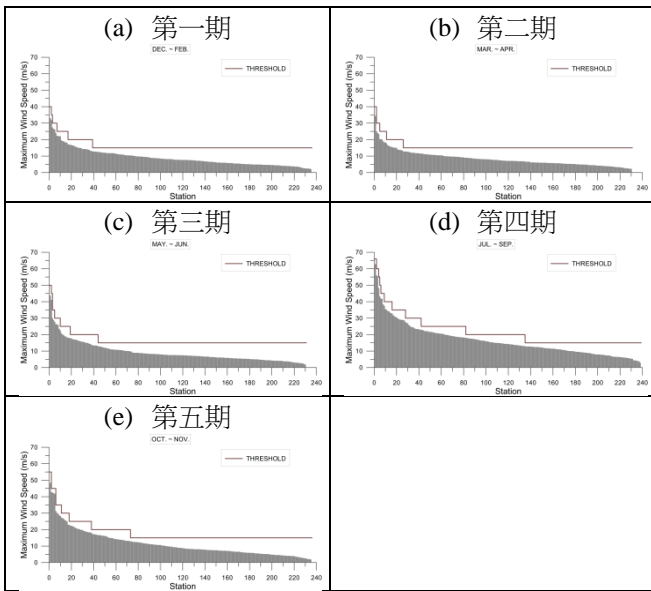 (a) 第一期
DEC. ~ FEB.
THRESHOLD
Maximum Wind Speed (m/s)
70
60
50
40
30
20
10
0
0 20 40 60 80 100 120 140 160 180 200 220 240
Station
(b) 第二期
MAR. ~ APR.
THRESHOLD
Maximum Wind Speed (m/s)
70
60
50
40
30
20
10
0
0 20 40 60 80 100 120 140 160 180 200 220 240
Station
(c) 第三期
MAY. ~ JUN.
THRESHOLD
Maximum Wind Speed (m/s)
70
60
50
40
30
20
10
0
0 20 40 60 80 100 120 140 160 180 200 220 240
Station
(d) 第四期
JUL. ~ SEP.
THRESHOLD
Maximum Wind Speed (m/s)
70
60
50
40
30
20
10
0
0 20 40 60 80 100 120 140 160 180 200 220 240
Station
(e) 第五期
OCT. ~ NOV.
THRESHOLD
Maximum Wind Speed (m/s)
70
60
50
40
30
20
10
0
0 20 40 60 80 100 120 140 160 180 200 220 240
Station